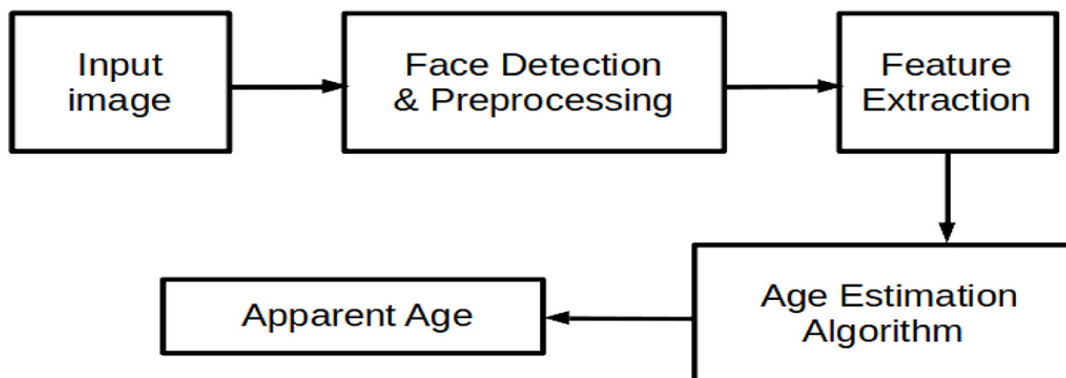 Input
image
Face Detection
& Preprocessing
Feature
Extraction
Age Estimation
Algorithm
Apparent Age